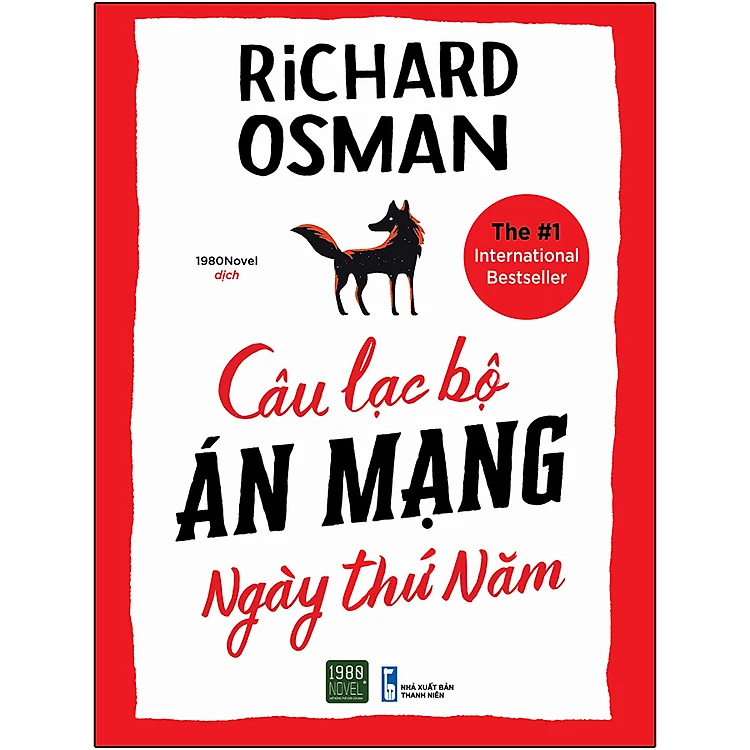 RiCHARD
OSMAN
1980Novel
dịch
The #1
International
Bestseller
Câu lạc bộ
ÁN MẠNG
Ngày thứ Năm
1980
NOVEL
NHÀ XUẤT BẢN
THANH NIÊN